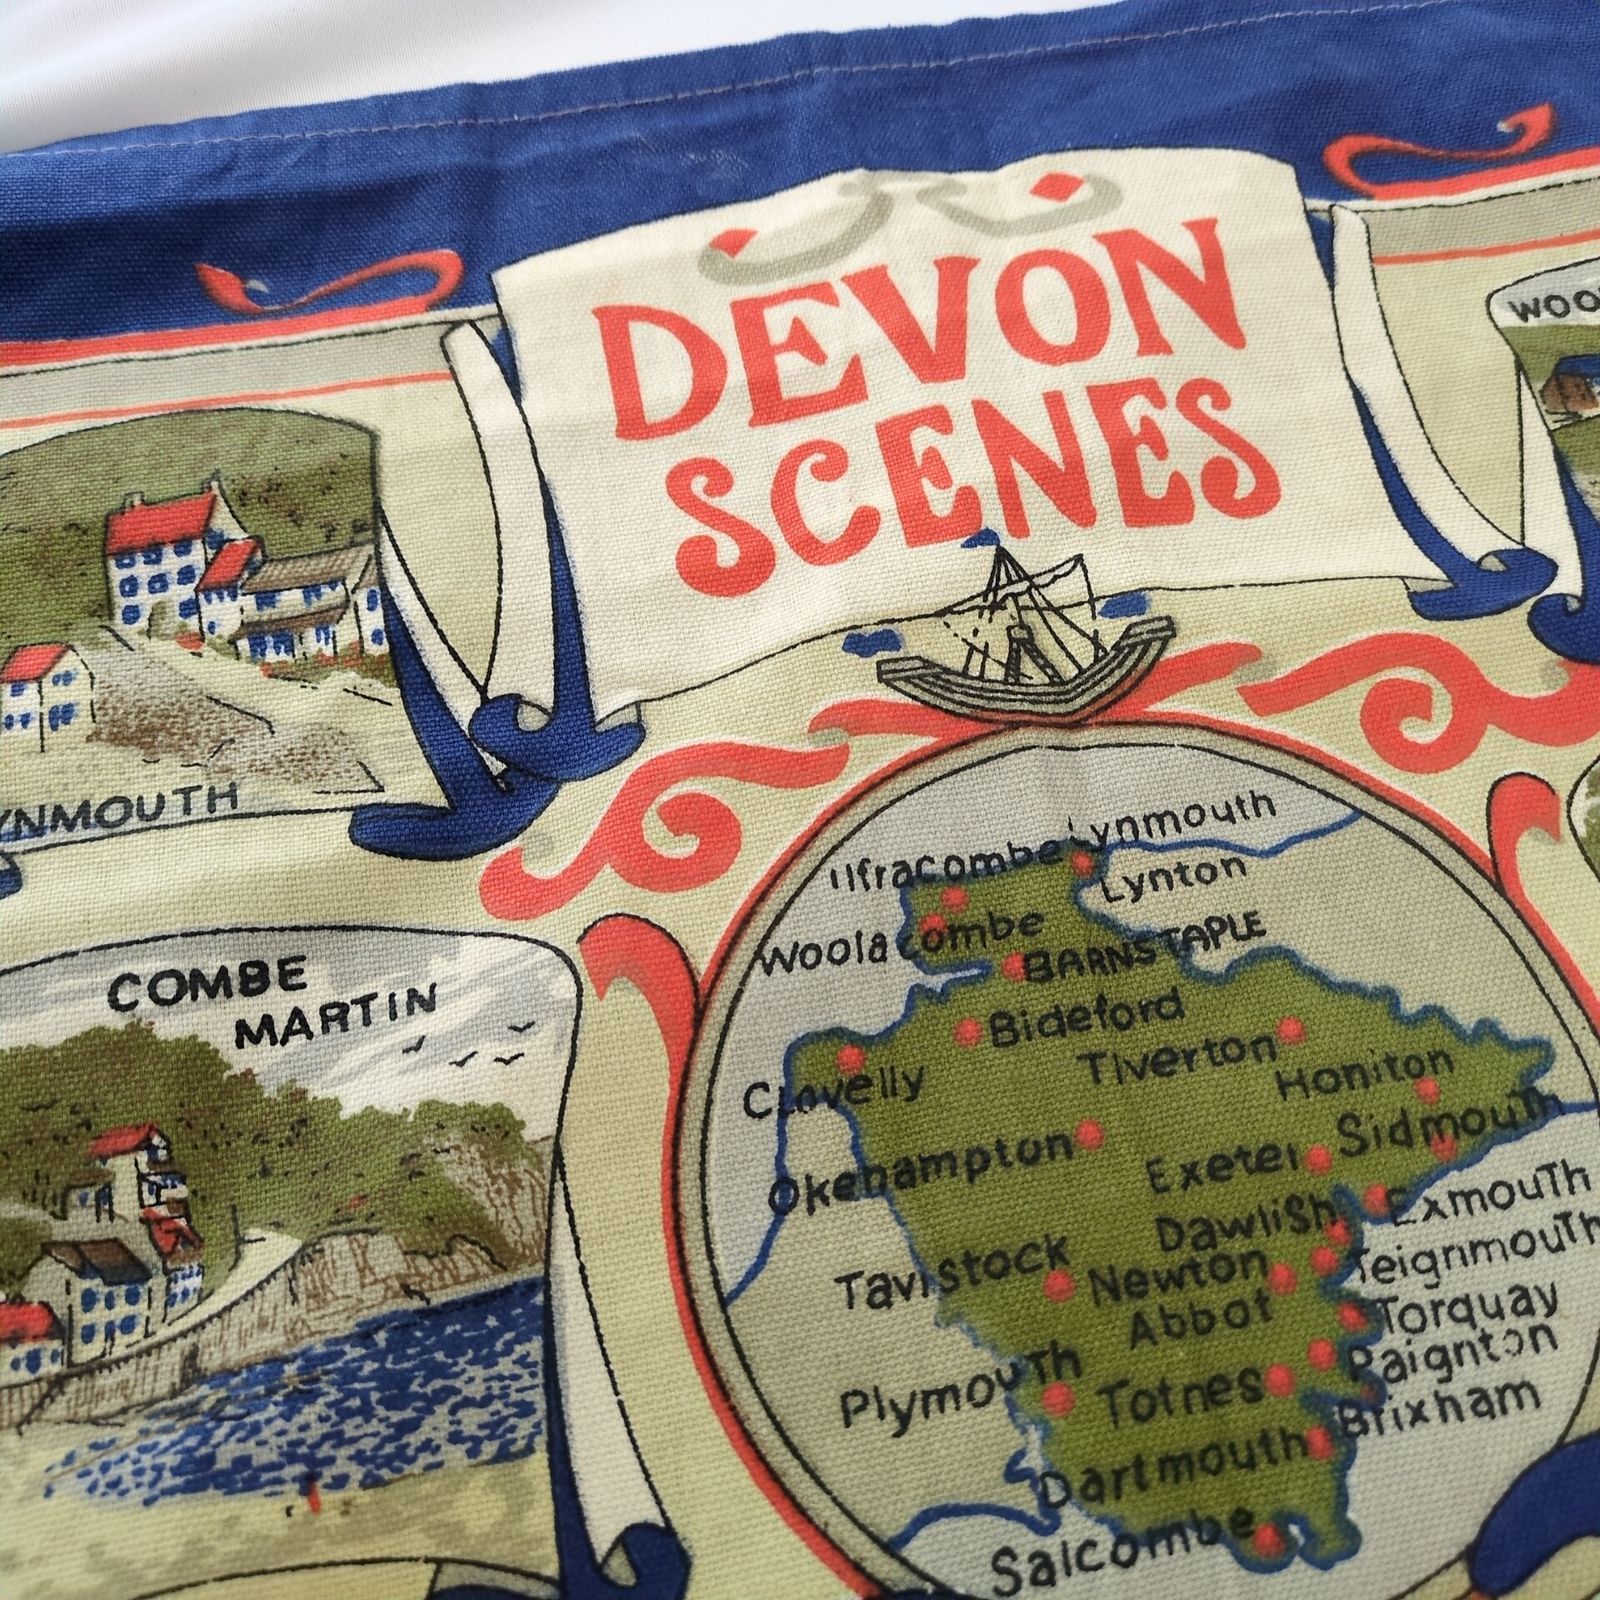 DEVON
SCENES
WOO
YNMOUTH
COMBE
MARTIN
Ilfracombe
Lynmouth
Lynton
Woolacombe
BARNSTAPLE
Bideford
Tiverton
Clovelly
Honiton
Okehampton
Exeter
Sidmouth
Dawlish
Exmouth
Tavistock
Newton
Abbot
Teignmouth
Torquay
Plymouth
Totnes
Paignton
Brixham
Dartmouth
Salcombe